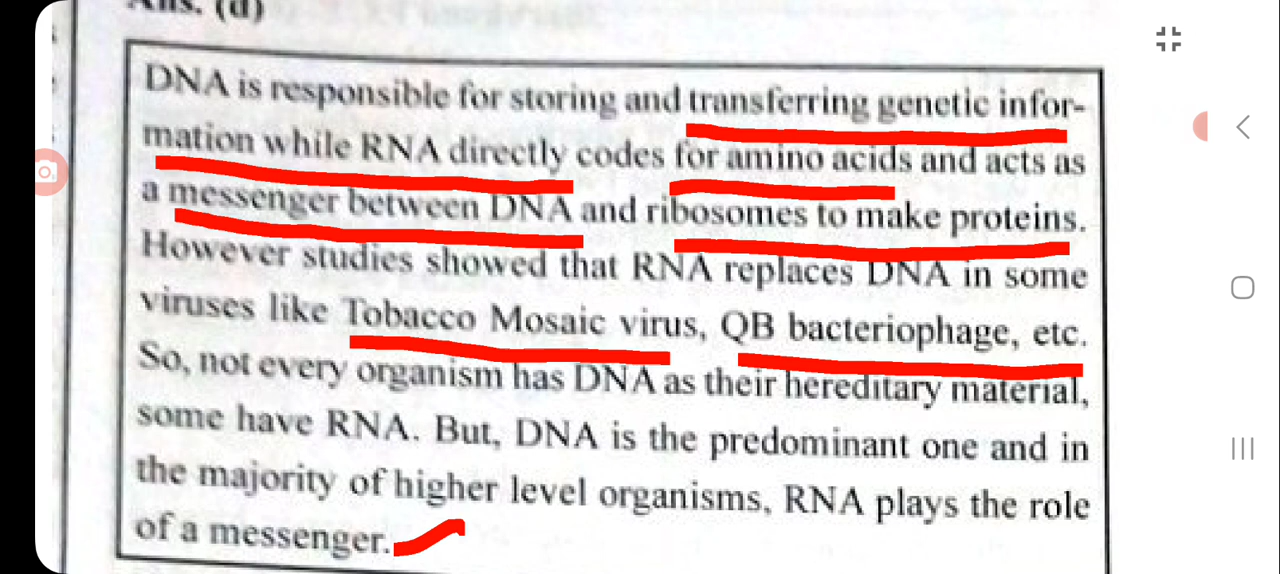 Ans. (d)
DNA is responsible for storing and transferring genetic infor-
mation while RNA directly codes for amino acids and acts as
a messenger between DNA and ribosomes to make proteins.
However studies showed that RNA replaces DNA in some
viruses like Tobacco Mosaic virus, QB bacteriophage, etc.
So, not every organism has DNA as their hereditary material,
some have RNA. But, DNA is the predominant one and in
the majority of higher level organisms, RNA plays the role
of a messenger.